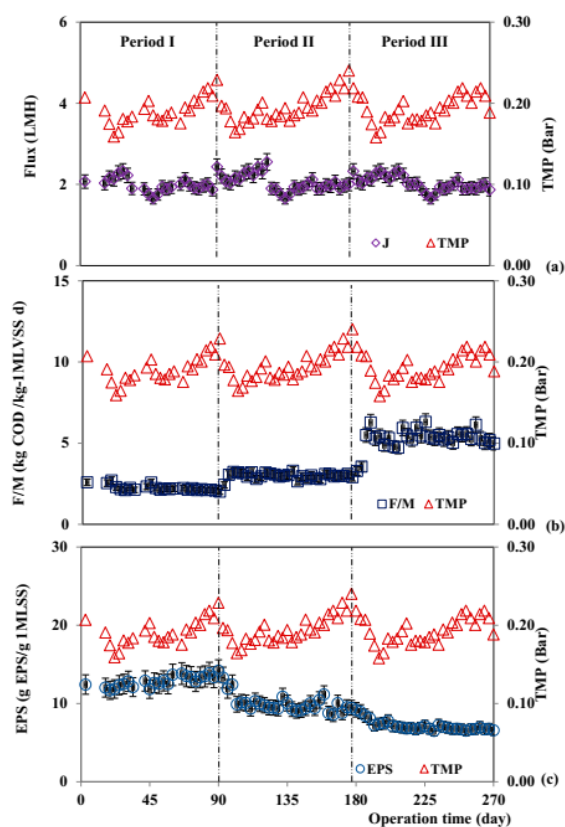 6
0.30
Period I
Period II
Period III
4
0.20
Flux (LMH)
TMP (Bar)
2
0.10
J
TMP
0
0.00
(a)
15
0.30
10
0.20
F/M (kg COD /kg-1MLVSS d)
TMP (Bar)
5
0.10
F/M
TMP
0
0.00
(b)
30
0.30
20
0.20
EPS (g EPS/g 1MLSS)
TMP (Bar)
10
0.10
EPS
TMP
(c)
0
0.00
0 45 90 135 180 225 270
Operation time (day)